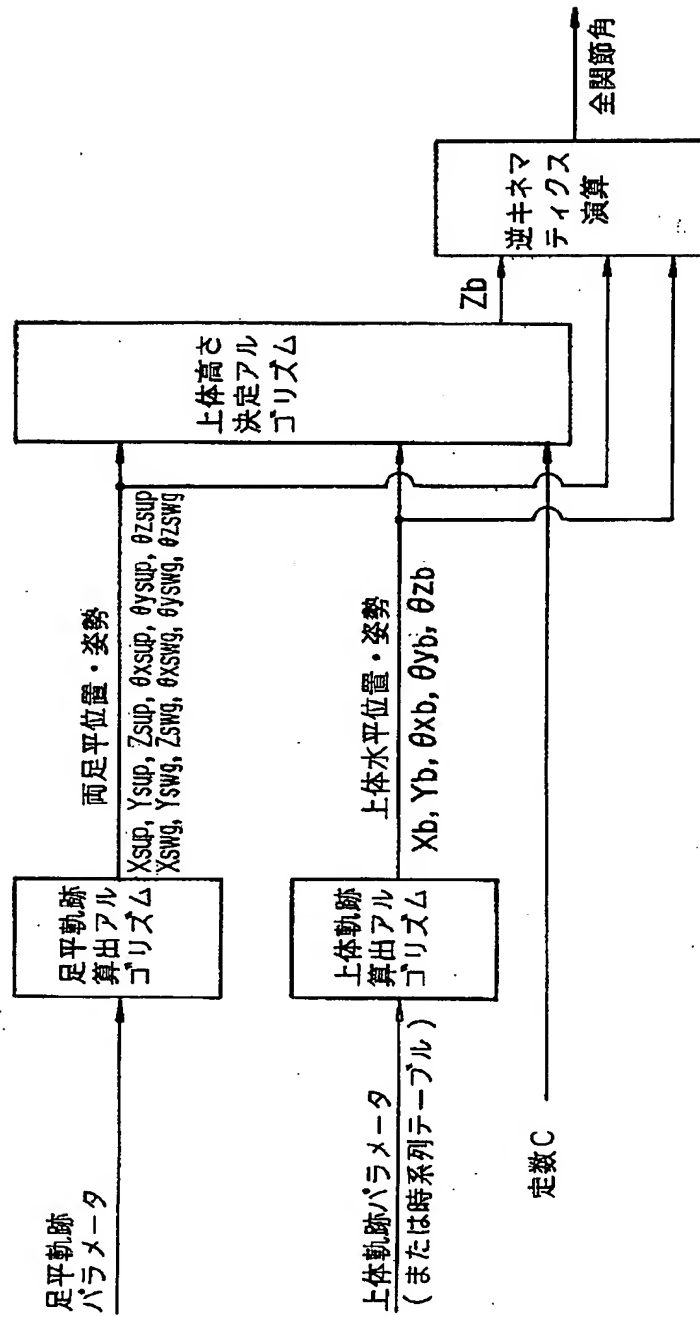 足平軌跡
パラメータ
足平軌跡
算出アル
ゴリズム
両足平位置・姿勢
Xsup, Ysup, Zsup, θxsup, θysup, θzsup
Xswg, Yswg, Zswg, θxswg, θyswg, θzswg
上体軌跡パラメータ
(または時系列テーブル)
上体軌跡
算出アル
ゴリズム
上体水平位置・姿勢
Xb, Yb, θxb, θyb, θzb
定数C
上体高さ
決定アル
ゴリズム
Zb
逆キネマ
ティクス
演算
全関節角